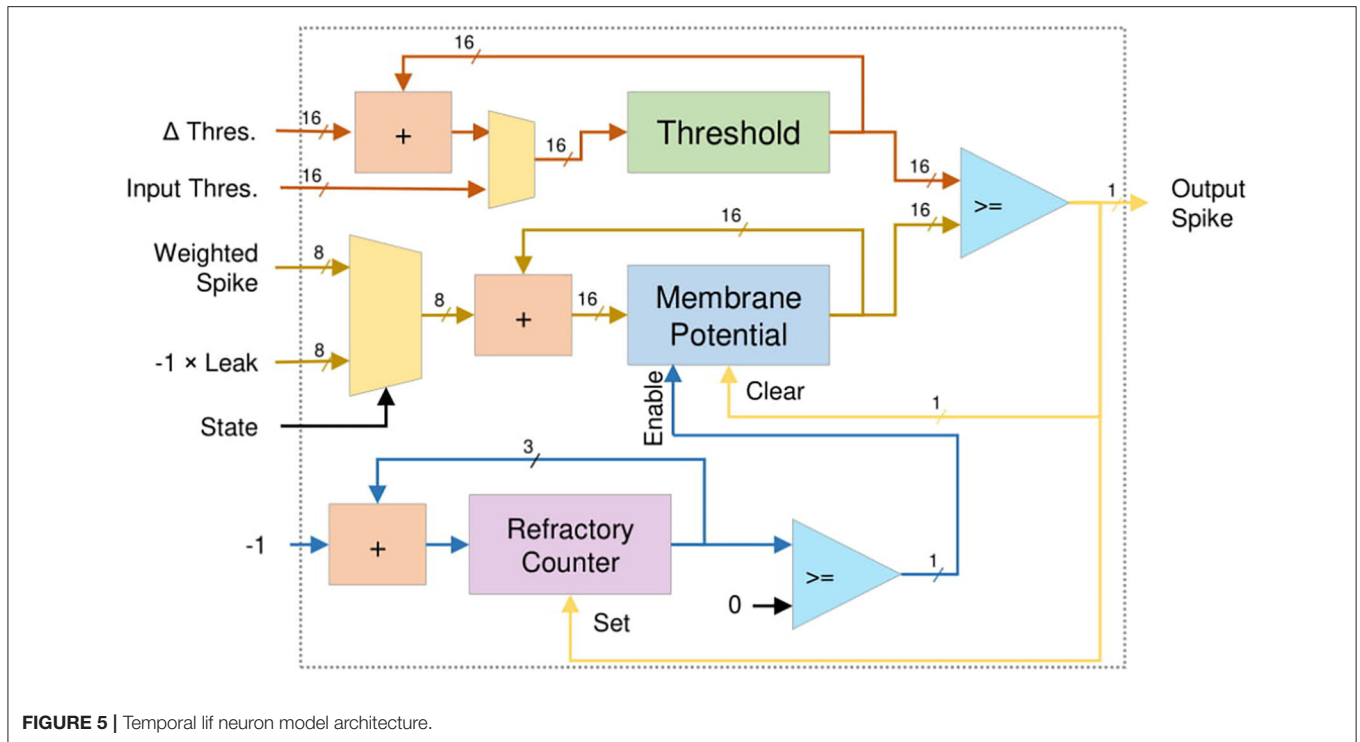 16
Δ Thres.
16
+
16
Threshold
Input Thres.
16
16
>=
1
Output
Spike
16
16
Weighted
Spike
8
8
+
16
Membrane
Potential
-1 × Leak
8
Enable
Clear
1
State
3
-1
+
Refractory
Counter
>=
1
0
Set
FIGURE 5 | Temporal lif neuron model architecture.